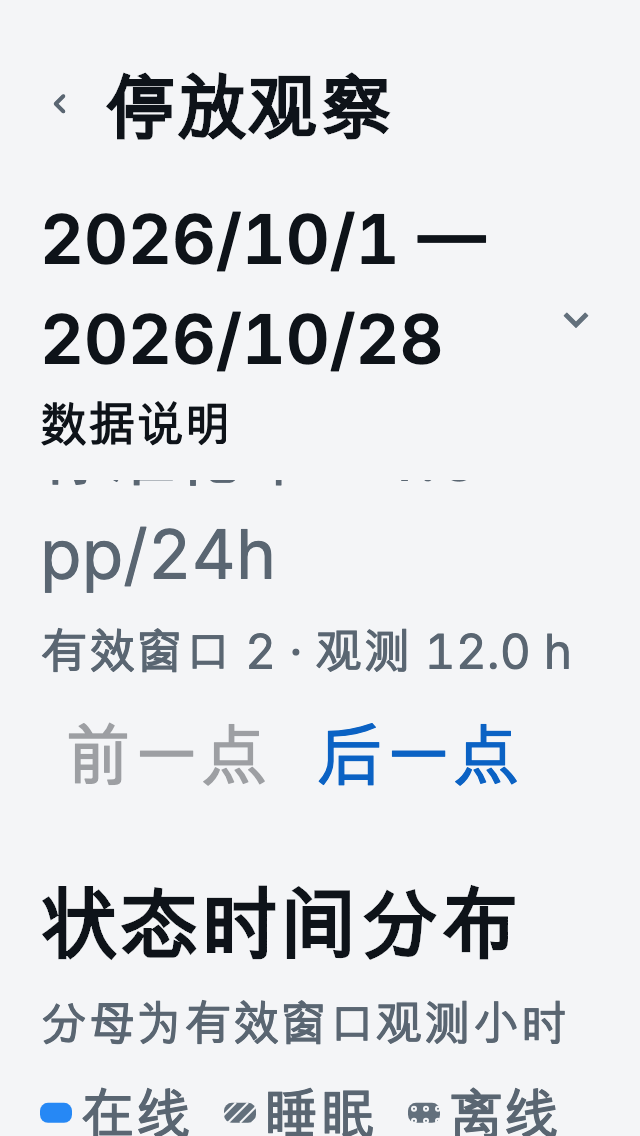 停放观察
2026/10/1 —
2026/10/28
数据说明
pp/24h
有效窗口 2 · 观测 12.0 h
前一点 后一点
状态时间分布
分母为有效窗口观测小时
在线 睡眠 离线